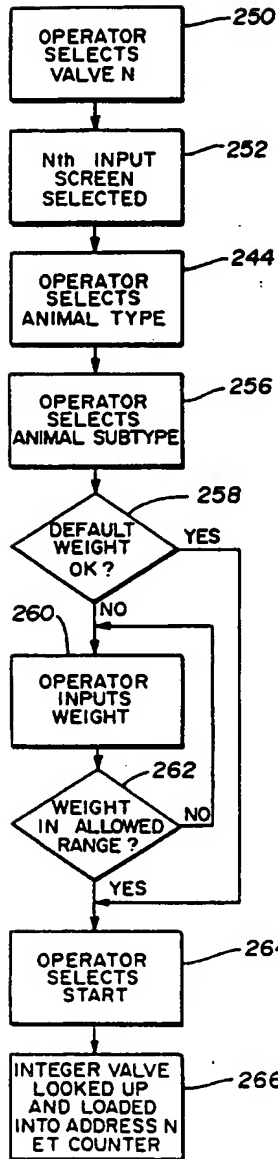 OPERATOR
SELECTS
VALVE N
250
Nth INPUT
SCREEN
SELECTED
252
OPERATOR
SELECTS
ANIMAL TYPE
244
OPERATOR
SELECTS
ANIMAL SUBTYPE
256
DEFAULT
WEIGHT
OK?
258
YES
NO
260
OPERATOR
INPUTS
WEIGHT
262
WEIGHT
IN ALLOWED
RANGE?
NO
YES
OPERATOR
SELECTS
START
264
INTEGER VALVE
LOOKED UP
AND LOADED
INTO ADDRESS N
ET COUNTER
266